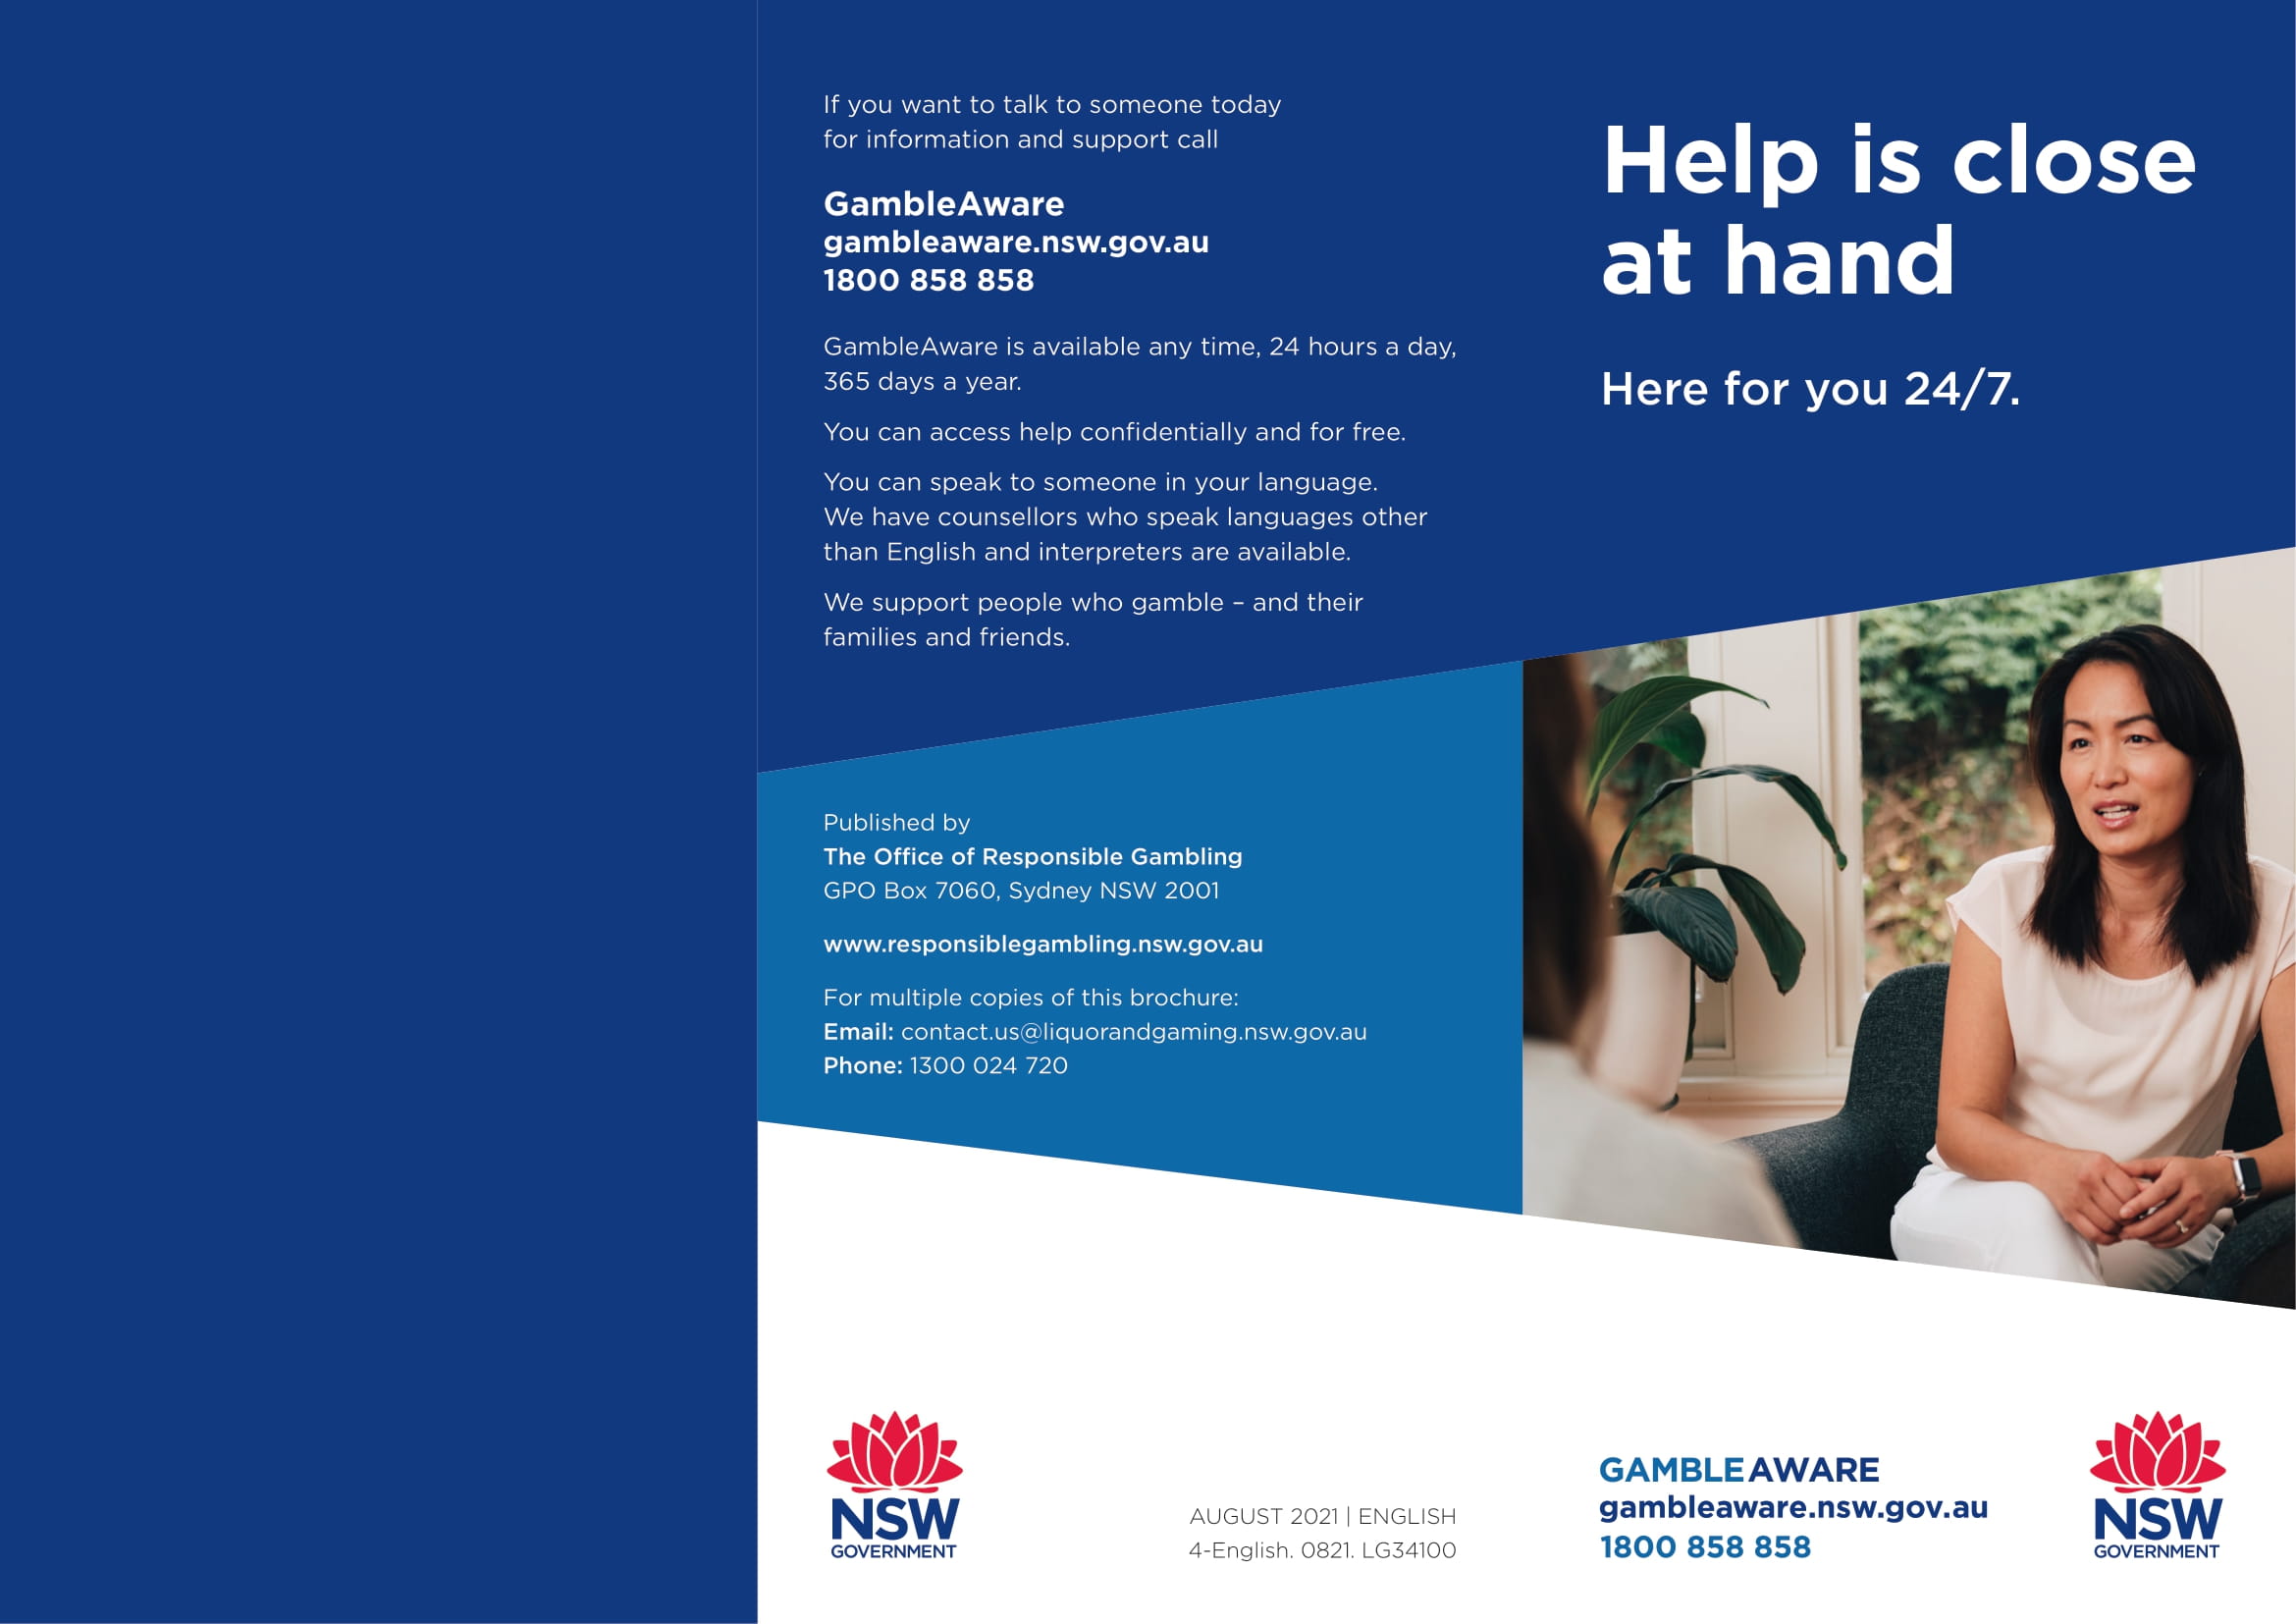 If you want to talk to someone today
for information and support call
GambleAware
gambleaware.nsw.gov.au
1800 858 858
GambleAware is available any time, 24 hours a day,
365 days a year.
You can access help confidentially and for free.
You can speak to someone in your language.
We have counsellors who speak languages other
than English and interpreters are available.
We support people who gamble – and their
families and friends.
Published by
The Office of Responsible Gambling
GPO Box 7060, Sydney NSW 2001
www.responsiblegambling.nsw.gov.au
For multiple copies of this brochure:
Email: contact.us@liquorandgaming.nsw.gov.au
Phone: 1300 024 720
NSW
GOVERNMENT
AUGUST 2021 | ENGLISH
4-English. 0821. LG34100
Help is close
at hand
Here for you 24/7.
GAMBLEAWARE
gambleaware.nsw.gov.au
1800 858 858
NSW
GOVERNMENT